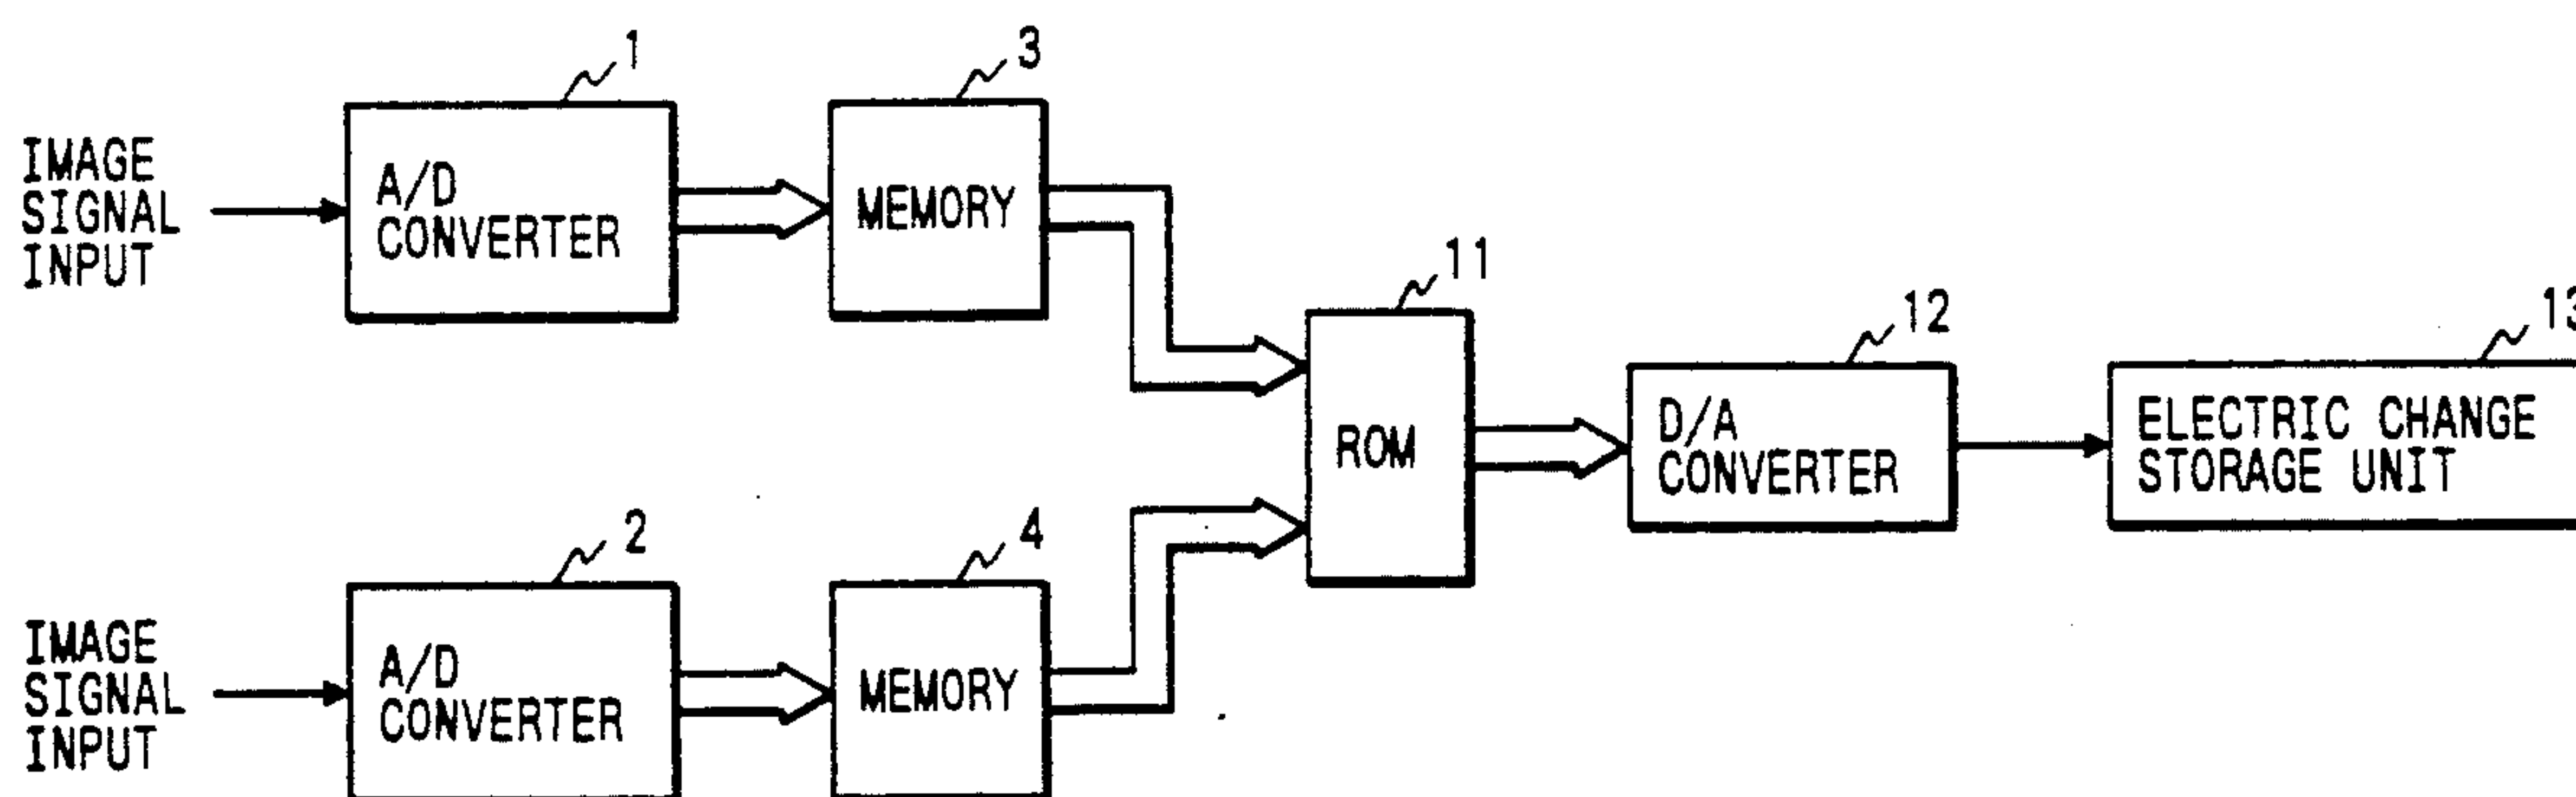 1
3
IMAGE
SIGNAL
INPUT
A/D
CONVERTER
MEMORY
11
12
13
ROM
D/A
CONVERTER
ELECTRIC CHANGE
STORAGE UNIT
2
4
IMAGE
SIGNAL
INPUT
A/D
CONVERTER
MEMORY